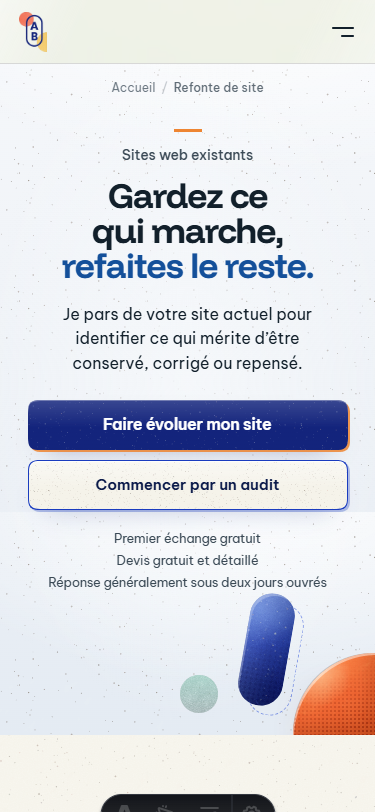 A
B
Accueil / Refonte de site
Sites web existants
Gardez ce
qui marche,
refaites le reste.
Je pars de votre site actuel pour
identifier ce qui mérite d’être
conservé, corrigé ou repensé.
Faire évoluer mon site
Commencer par un audit
Premier échange gratuit
Devis gratuit et détaillé
Réponse généralement sous deux jours ouvrés